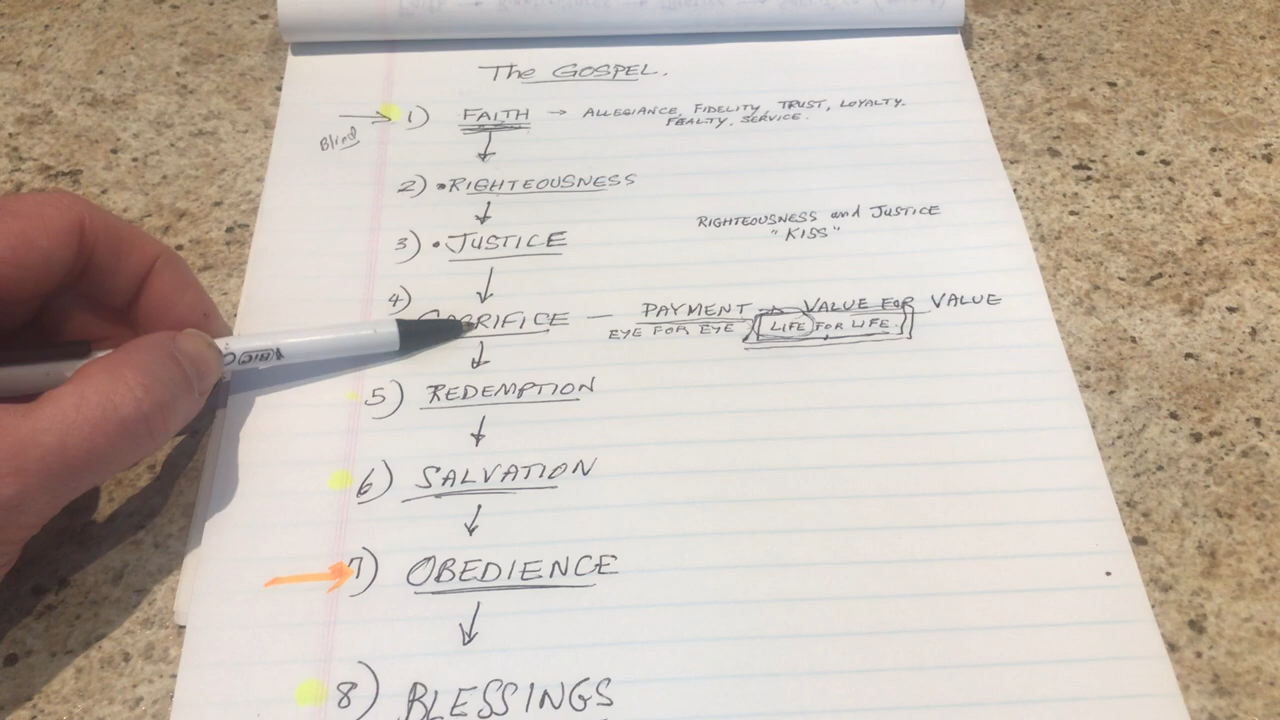 The GOSPEL.
1) FAITH → ALLEGIANCE, FIDELITY, TRUST, LOYALTY.
FEALTY, SERVICE.
Blind
2) •RIGHTEOUSNESS
RIGHTEOUSNESS and JUSTICE
"KISS"
3) •JUSTICE
4)
SACRIFICE — PAYMENT → VALUE FOR VALUE
EYE FOR EYE LIFE FOR LIFE.
5) REDEMPTION
6) SALVATION
7) OBEDIENCE
8) BLESSINGS
BIC